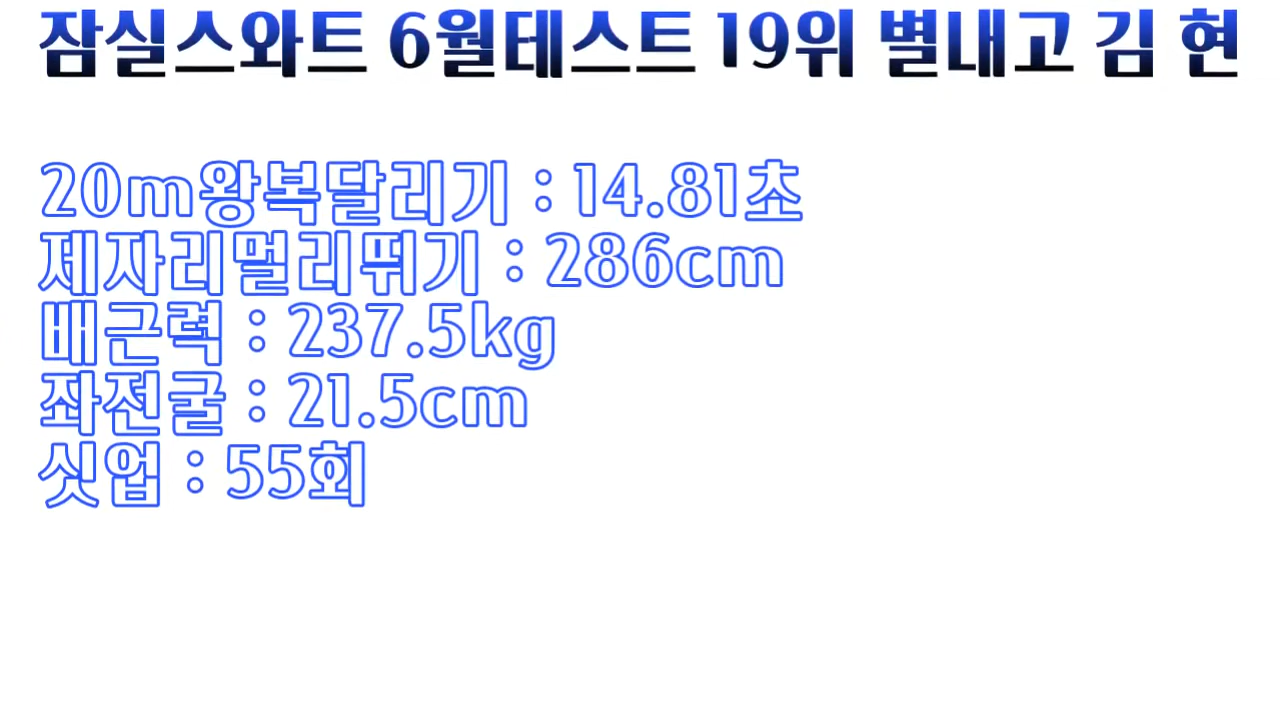 잠실스와트 6월테스트 19위 별내고 김 현
20m왕복달리기 : 14.81초
제자리멀리뛰기 : 286cm
배근력 : 237.5kg
좌전굴 : 21.5cm
싯업 : 55회